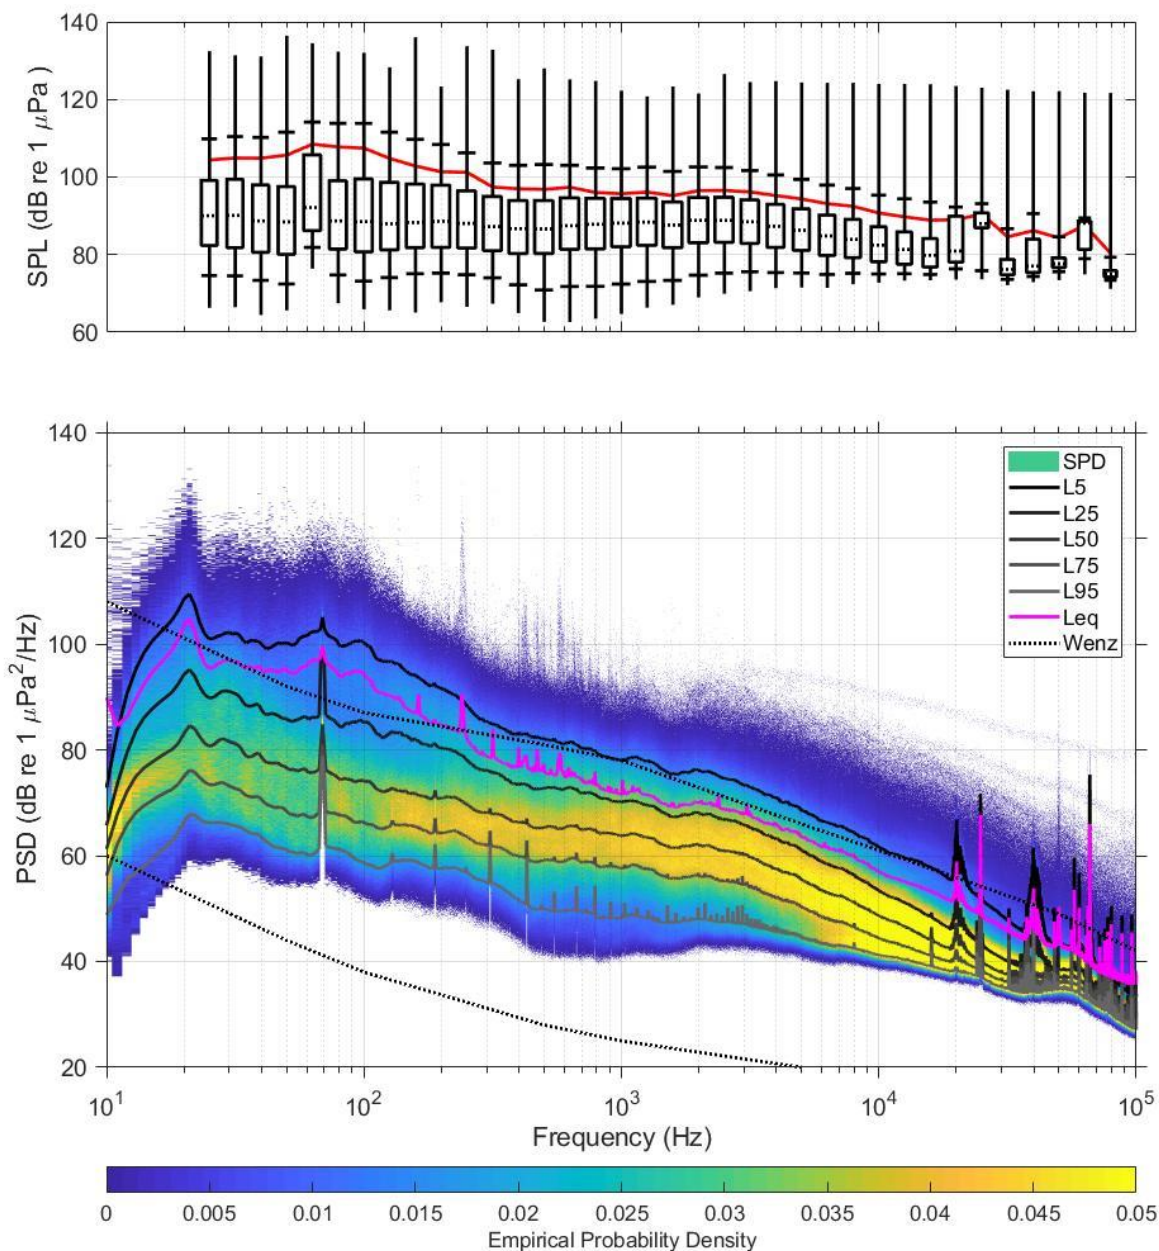 140
120
100
80
60
SPL (dB re 1 μPa )
140
120
100
80
60
40
20
PSD (dB re 1 μPa²/Hz)
SPD
L5
L25
L50
L75
L95
Leq
Wenz
10¹ 10² 10³ 10⁴ 10⁵
Frequency (Hz)
0 0.005 0.01 0.015 0.02 0.025 0.03 0.035 0.04 0.045 0.05
Empirical Probability Density